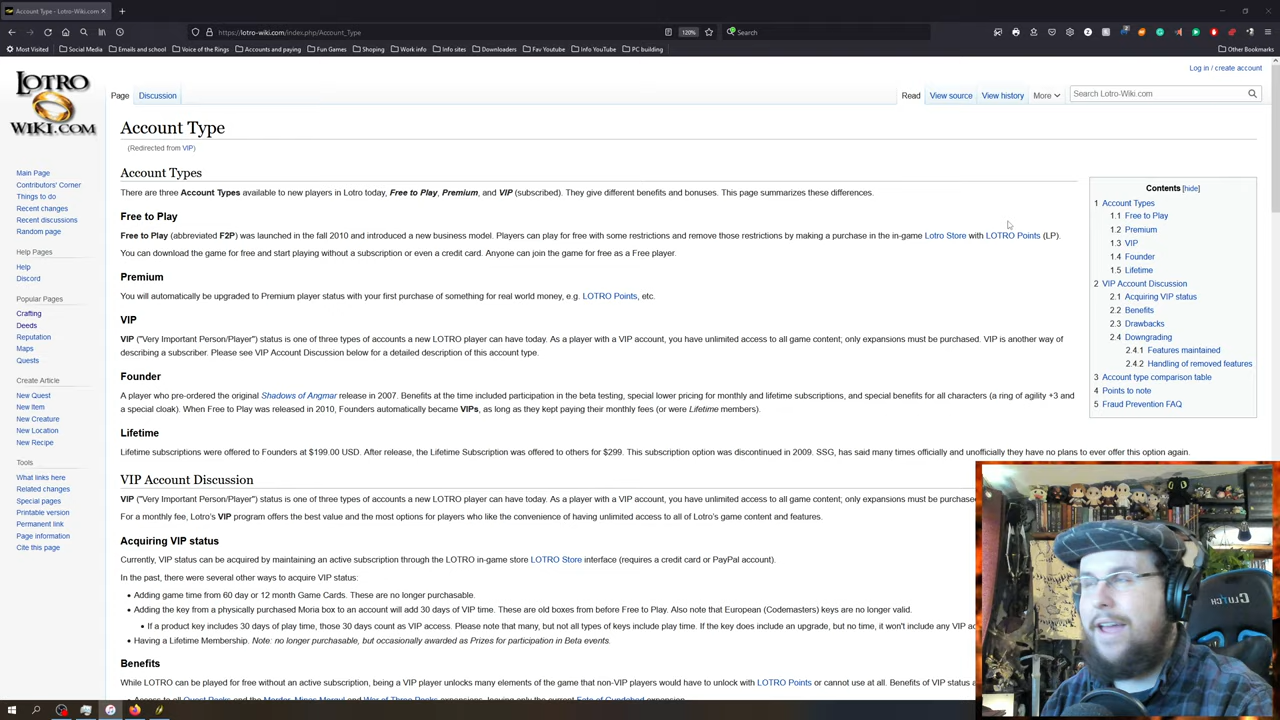 Account Type - Lotro-Wiki.com
https://lotro-wiki.com/index.php/Account_Type
120%
Search
Most Visited
Social Media
Emails and school
Voice of the Rings
Accounts and paying
Fun Games
Shoping
Work info
Info sites
Downloaders
Fav Youtube
Info YouTube
PC building
Other Bookmarks
Log in / create account
LOTRO
WIKI.COM
Page
Discussion
Read
View source
View history
More
Search Lotro-Wiki.com
Account Type
(Redirected from VIP)
Main Page
Contributors' Corner
Things to do
Recent changes
Recent discussions
Random page
Help Pages
Help
Discord
Popular Pages
Crafting
Deeds
Reputation
Maps
Quests
Create Article
New Quest
New Item
New Creature
New Location
New Recipe
Tools
What links here
Related changes
Special pages
Printable version
Permanent link
Page information
Cite this page
Account Types
There are three Account Types available to new players in Lotro today, Free to Play, Premium, and VIP (subscribed). They give different benefits and bonuses. This page summarizes these differences.
Free to Play
Free to Play (abbreviated F2P) was launched in the fall 2010 and introduced a new business model. Players can play for free with some restrictions and remove those restrictions by making a purchase in the in-game Lotro Store with LOTRO Points (LP).
You can download the game for free and start playing without a subscription or even a credit card. Anyone can join the game for free as a Free player.
Premium
You will automatically be upgraded to Premium player status with your first purchase of something for real world money, e.g. LOTRO Points, etc.
VIP
VIP ("Very Important Person/Player") status is one of three types of accounts a new LOTRO player can have today. As a player with a VIP account, you have unlimited access to all game content; only expansions must be purchased. VIP is another way of
describing a subscriber. Please see VIP Account Discussion below for a detailed description of this account type.
Founder
A player who pre-ordered the original Shadows of Angmar release in 2007. Benefits at the time included participation in the beta testing, special lower pricing for monthly and lifetime subscriptions, and special benefits for all characters (a ring of agility +3 and
a special cloak). When Free to Play was released in 2010, Founders automatically became VIPs, as long as they kept paying their monthly fees (or were Lifetime members).
Lifetime
Lifetime subscriptions were offered to Founders at $199.00 USD. After release, the Lifetime Subscription was offered to others for $299. This subscription option was discontinued in 2009. SSG, has said many times officially and unofficially they have no plans to ever offer this option again.
VIP Account Discussion
VIP ("Very Important Person/Player") status is one of three types of accounts a new LOTRO player can have today. As a player with a VIP account, you have unlimited access to all game content; only expansions must be purchased
For a monthly fee, Lotro's VIP program offers the best value and the most options for players who like the convenience of having unlimited access to all of Lotro's game content and features.
Acquiring VIP status
Currently, VIP status can be acquired by maintaining an active subscription through the LOTRO in-game store LOTRO Store interface (requires a credit card or PayPal account).
In the past, there were several other ways to acquire VIP status:
• Adding game time from 60 day or 12 month Game Cards. These are no longer purchasable.
• Adding the key from a physically purchased Moria box to an account will add 30 days of VIP time. These are old boxes from before Free to Play. Also note that European (Codemasters) keys are no longer valid.
• If a product key includes 30 days of play time, those 30 days count as VIP access. Please note that many, but not all types of keys include play time. If the key does include an upgrade, but no time, it won't include any VIP ac
• Having a Lifetime Membership. Note: no longer purchasable, but occasionally awarded as Prizes for participation in Beta events.
Benefits
While LOTRO can be played for free without an active subscription, being a VIP player unlocks many elements of the game that non-VIP players would have to unlock with LOTRO Points or cannot use at all. Benefits of VIP status a
• Access to all Quest Packs and the Mordor, Minas Morgul and War of Three Peaks expansions, leaving only the current Fate of Gundabad expansion.
Contents [hide]
1 Account Types
1.1 Free to Play
1.2 Premium
1.3 VIP
1.4 Founder
1.5 Lifetime
2 VIP Account Discussion
2.1 Acquiring VIP status
2.2 Benefits
2.3 Drawbacks
2.4 Downgrading
2.4.1 Features maintained
2.4.2 Handling of removed features
3 Account type comparison table
4 Points to note
5 Fraud Prevention FAQ
CLUTCH